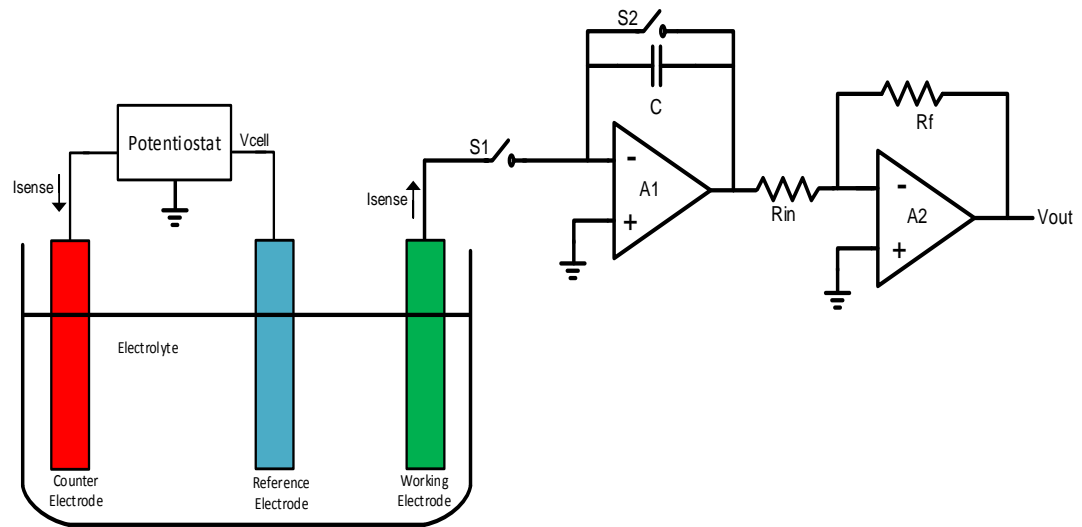 S2
C
Potentiostat
Vcell
Isense
Isense
S1
-
A1
+
Rin
Rf
-
A2
+
Vout
Electrolyte
Counter
Electrode
Reference
Electrode
Working
Electrode